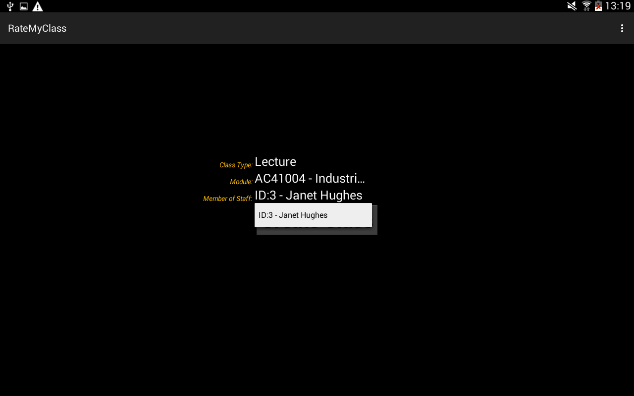 13:19
RateMyClass
Class Type: Lecture
Module: AC41004 - Industri...
Member of Staff: ID:3 - Janet Hughes
ID:3 - Janet Hughes